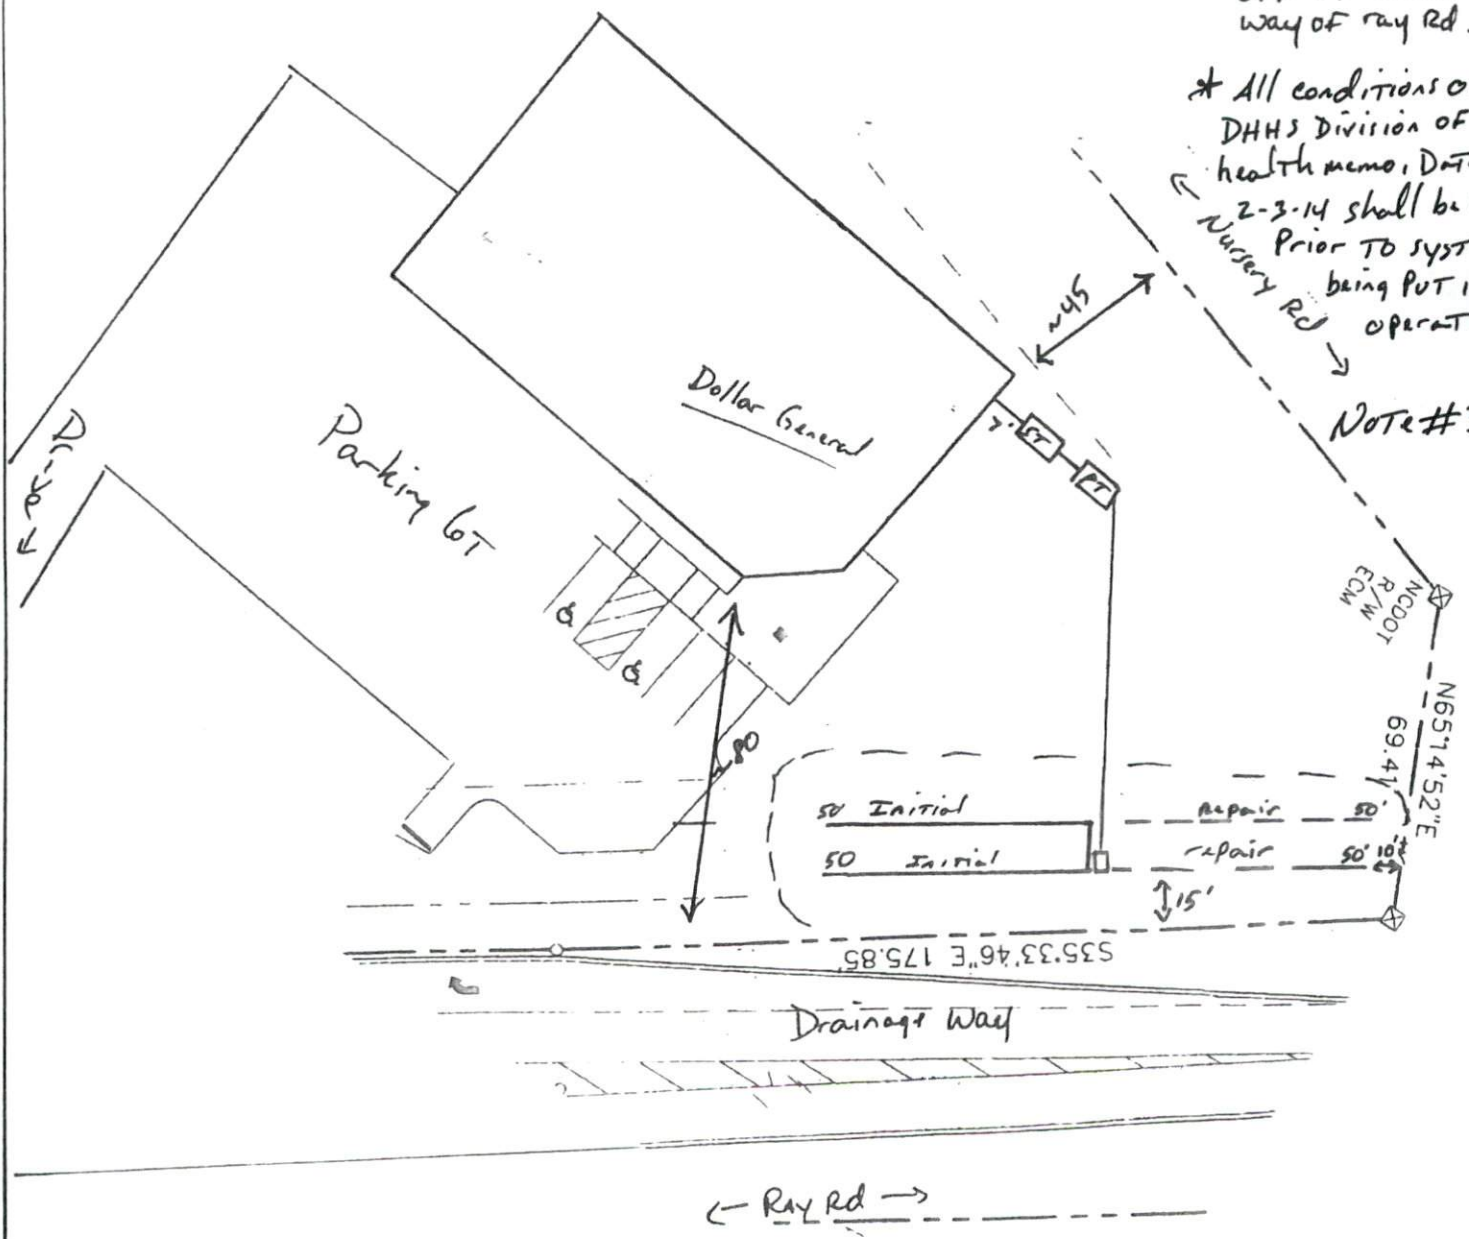 way of ray Rd.
* All conditions o
DHHS Division OF
health memo, Dat
2-3-14 shall be
Prior To syst
being PUT i
operat
← Nursery Rd →
~45
NOTE #
Dollar General
7'
ST
PT
Parking Lot
Drive ←
NCDOT
R/W
ECM
N65°14'52"E
69.41'
~80
50' Initial
repair 50'
50 Initial
repair 50' 10'±
15'
S35°33'46"E 175.85'
Drainage Way
← RAY Rd →